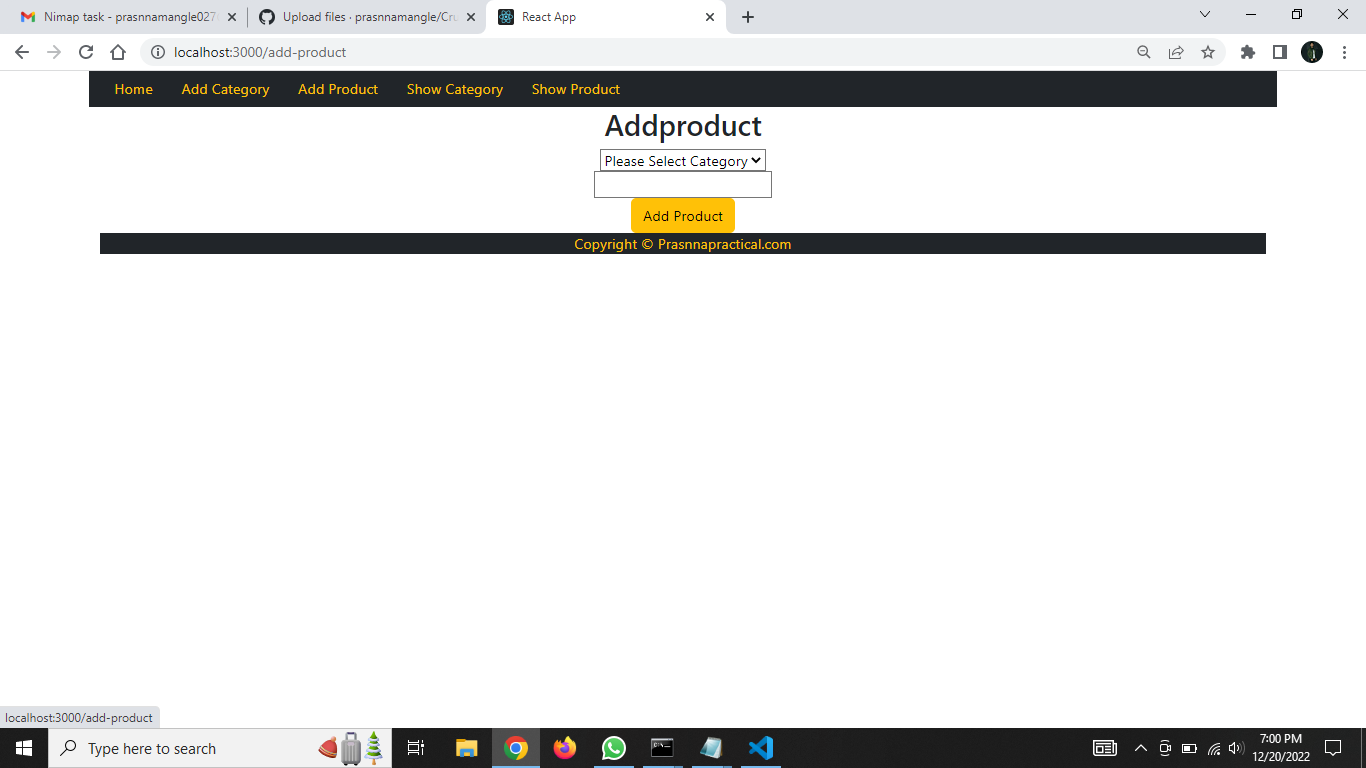 Nimap task - prasnnamangle027
Upload files · prasnnamangle/Cru
React App
localhost:3000/add-product
Home
Add Category
Add Product
Show Category
Show Product
Addproduct
Please Select Category
Add Product
Copyright © Prasnnapractical.com
localhost:3000/add-product
Type here to search
7:00 PM
12/20/2022